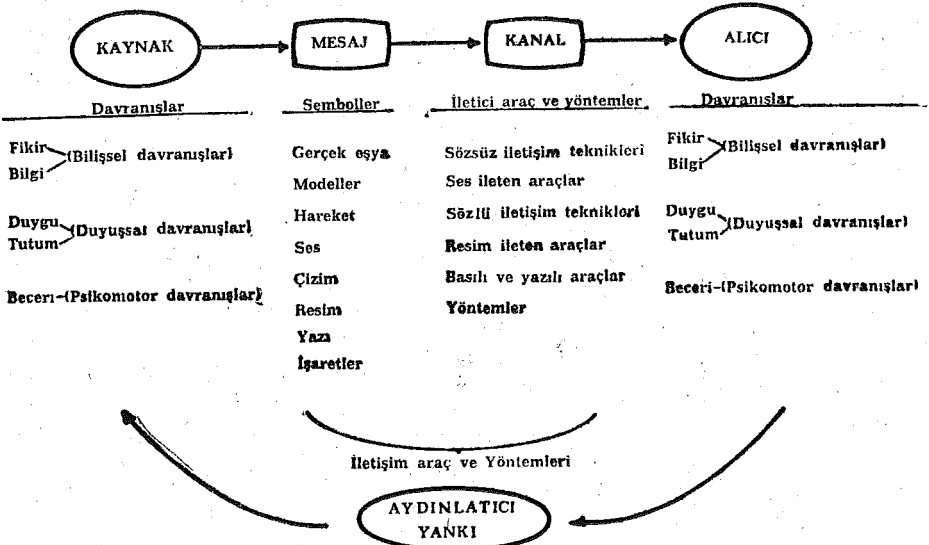 KAYNAK
MESAJ
KANAL
ALICI
Davranışlar
Fikir
Bilgi
(Bilişsel davranışlar)
Duygu
Tutum
(Duyuşsal davranışlar)
Beceri-(Psikomotor davranışlar)
Semboller
Gerçek eşya
Modeller
Hareket
Ses
Çizim
Resim
Yazı
İşaretler
İletici araç ve yöntemler
Sözsüz iletişim teknikleri
Ses ileten araçlar
Sözlü iletişim teknikleri
Resim ileten araçlar
Basılı ve yazılı araçlar
Yöntemler
Davranışlar
Fikir
Bilgi
(Bilişsel davranışlar)
Duygu
Tutum
(Duyuşsal davranışlar)
Beceri-(Psikomotor davranışlar)
İletişim araç ve Yöntemleri
AYDINLATICI
YANKI